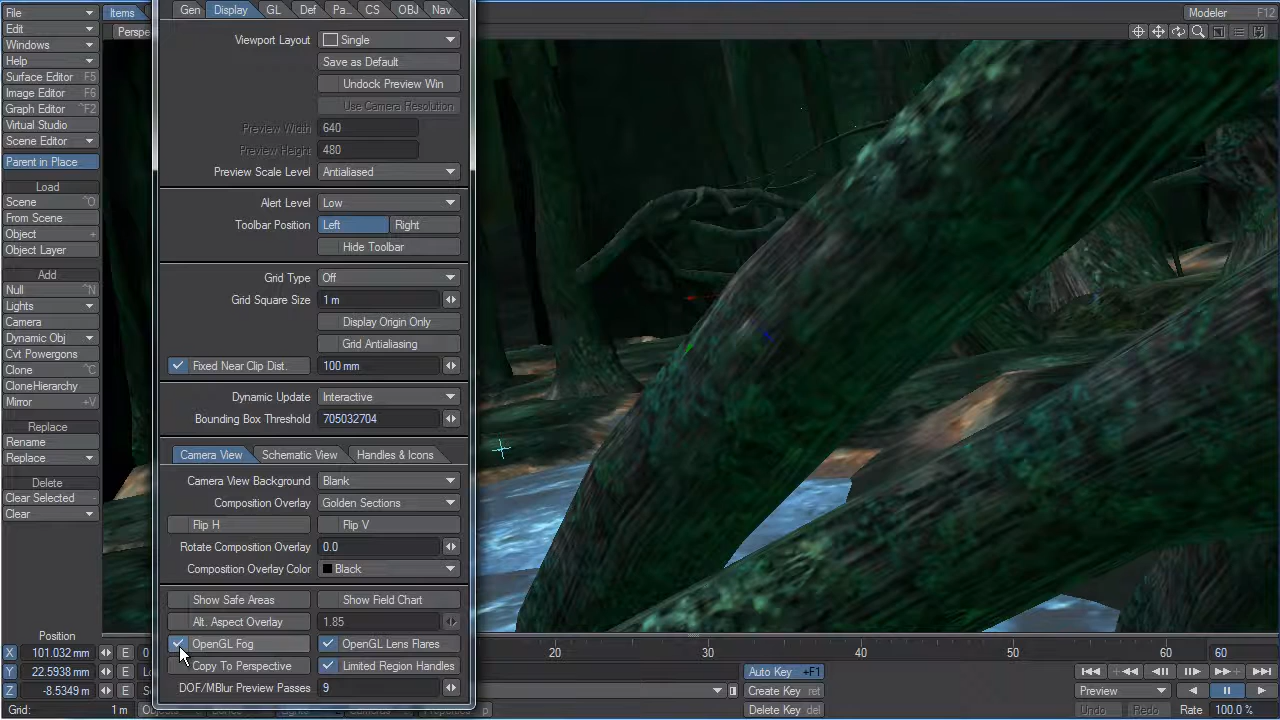 File
Items
Gen Display GL Def Pa.. CS OBJ Nav
Modeler F12
Edit
Perspe
Windows
Help
Surface Editor F5
Image Editor F6
Graph Editor ^F2
Virtual Studio
Scene Editor
Parent in Place
Load
Scene ^O
From Scene
Object +
Object Layer
Add
Null ^N
Lights
Camera
Dynamic Obj
Cvt Powergons
Clone ^C
CloneHierarchy
Mirror +V
Replace
Rename
Replace
Delete
Clear Selected -
Clear
Viewport Layout Single
Save as Default
Undock Preview Win
Use Camera Resolution
Preview Width 640
Preview Height 480
Preview Scale Level Antialiased
Alert Level Low
Toolbar Position Left Right
Hide Toolbar
Grid Type Off
Grid Square Size 1 m
Display Origin Only
Grid Antialiasing
Fixed Near Clip Dist. 100 mm
Dynamic Update Interactive
Bounding Box Threshold 705032704
Camera View Schematic View Handles & Icons
Camera View Background Blank
Composition Overlay Golden Sections
Flip H Flip V
Rotate Composition Overlay 0.0
Composition Overlay Color Black
Show Safe Areas Show Field Chart
Alt. Aspect Overlay 1.85
OpenGL Fog OpenGL Lens Flares
Copy To Perspective Limited Region Handles
DOF/MBlur Preview Passes 9
Position
X 101.032 mm E
Y 22.5938 mm E
Z -8.5349 m E
Grid: 1 m
20 30 40 50 60
60
Auto Key +F1
Create Key ret
Delete Key del
Preview
Undo Redo Rate 100.0 %